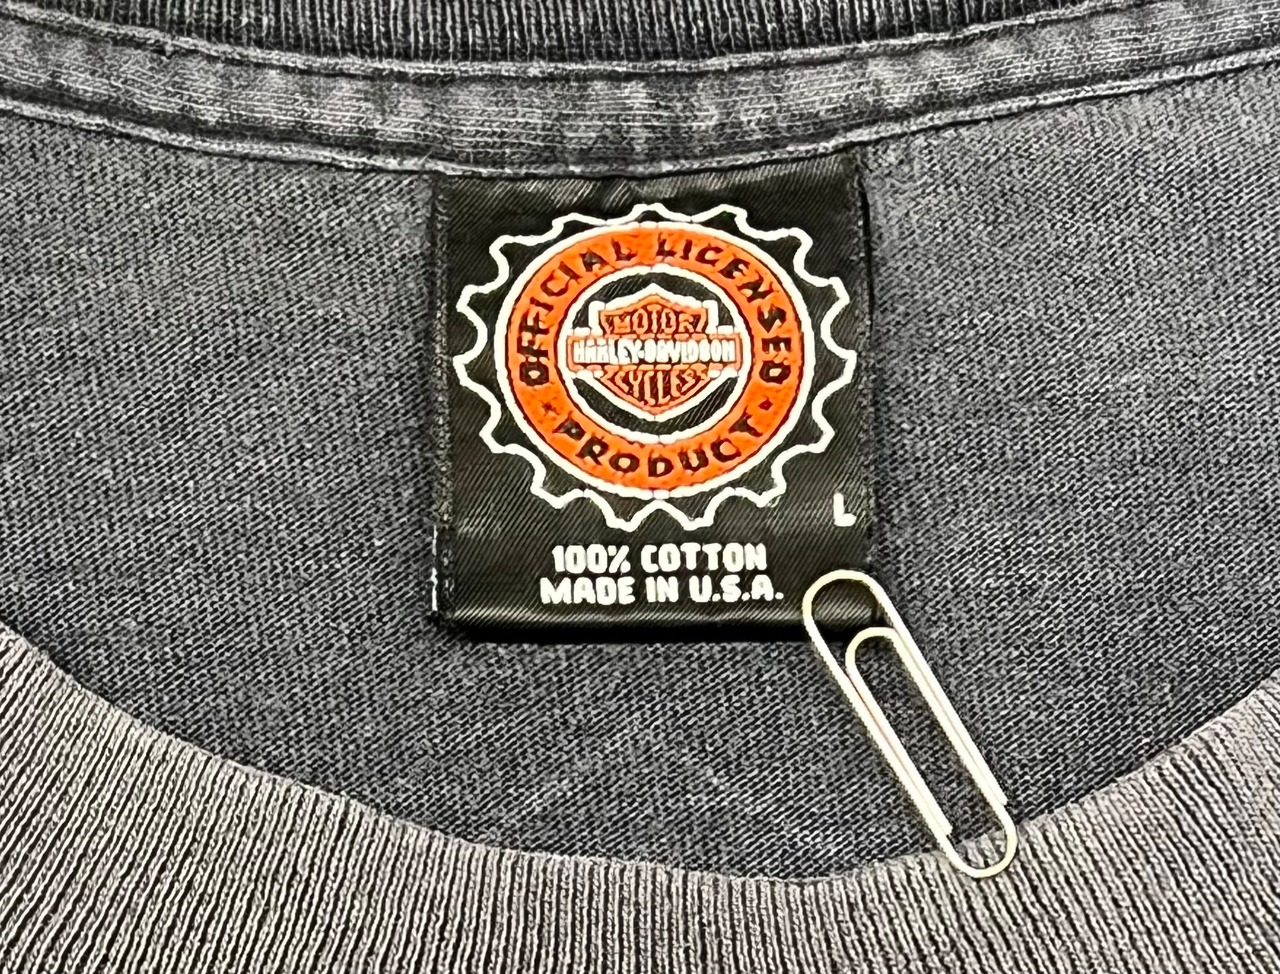 OFFICIAL LICENSED
MOTOR
HARLEY-DAVIDSON
CYCLES
• PRODUCT •
L
100% COTTON
MADE IN U.S.A.